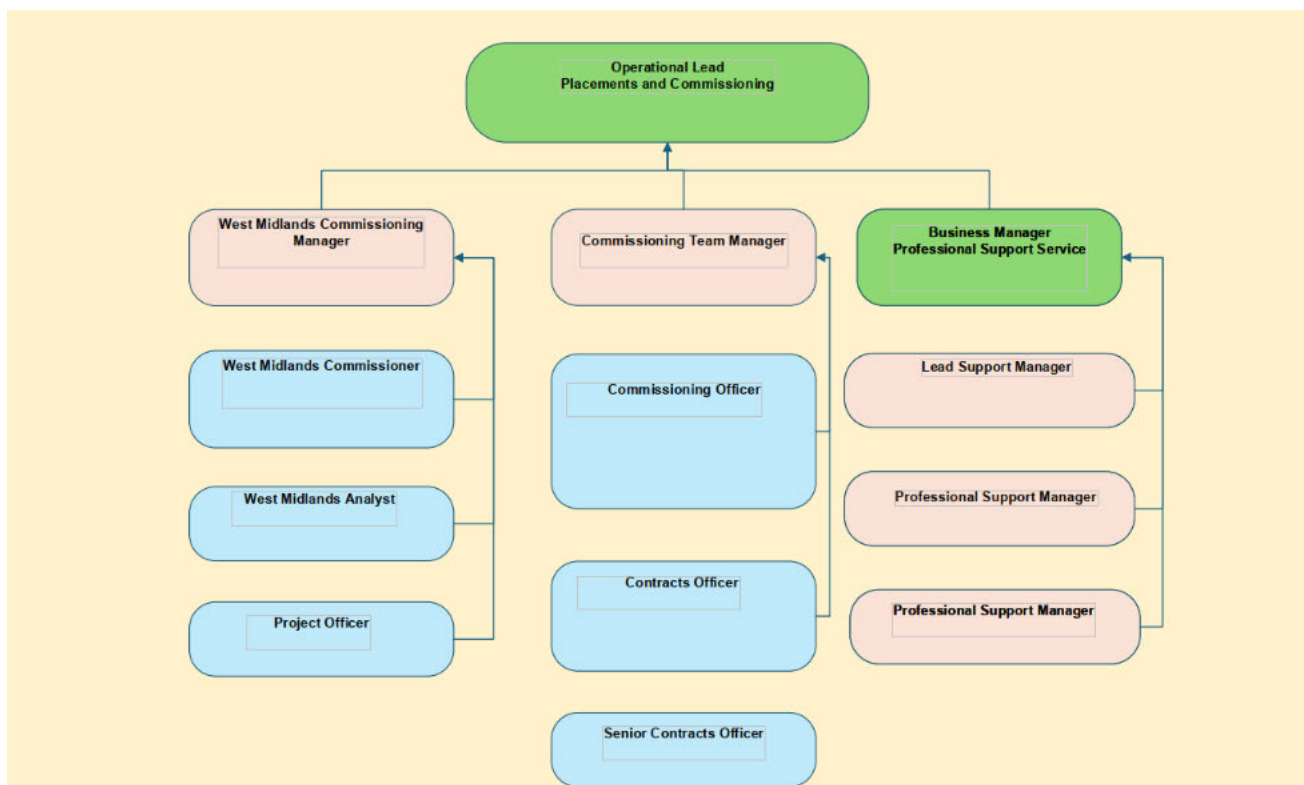 Operational Lead
Placements and Commissioning
West Midlands Commissioning
Manager
Commissioning Team Manager
Business Manager
Professional Support Service
West Midlands Commissioner
Commissioning Officer
Lead Support Manager
West Midlands Analyst
Professional Support Manager
Project Officer
Contracts Officer
Professional Support Manager
Senior Contracts Officer